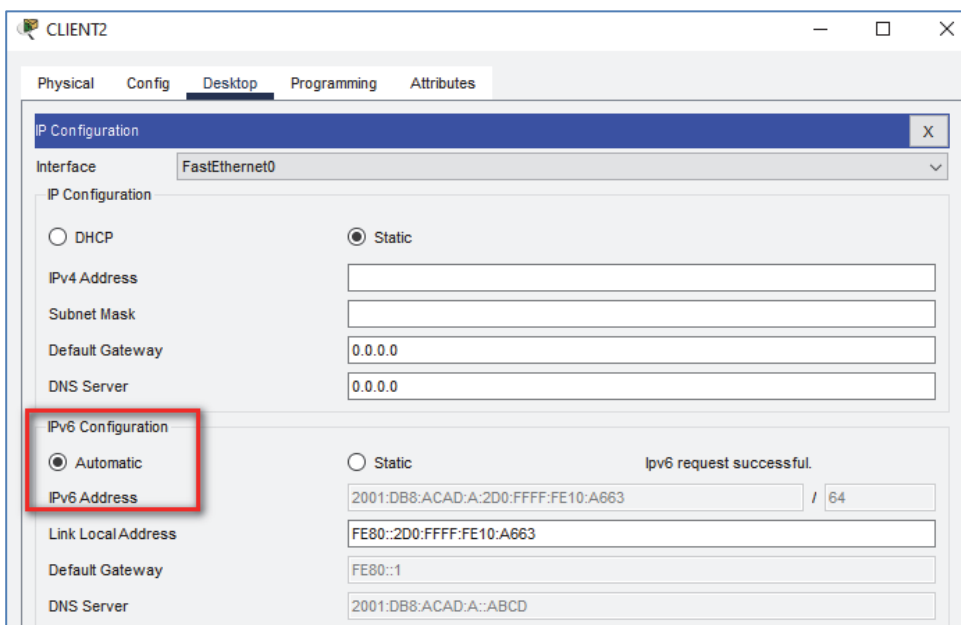 CLIENT2
Physical Config Desktop Programming Attributes
IP Configuration X
Interface FastEthernet0
IP Configuration
DHCP Static
IPv4 Address
Subnet Mask
Default Gateway 0.0.0.0
DNS Server 0.0.0.0
IPv6 Configuration
Automatic Static Ipv6 request successful.
IPv6 Address 2001:DB8:ACAD:A:2D0:FFFF:FE10:A663 / 64
Link Local Address FE80::2D0:FFFF:FE10:A663
Default Gateway FE80::1
DNS Server 2001:DB8:ACAD:A::ABCD